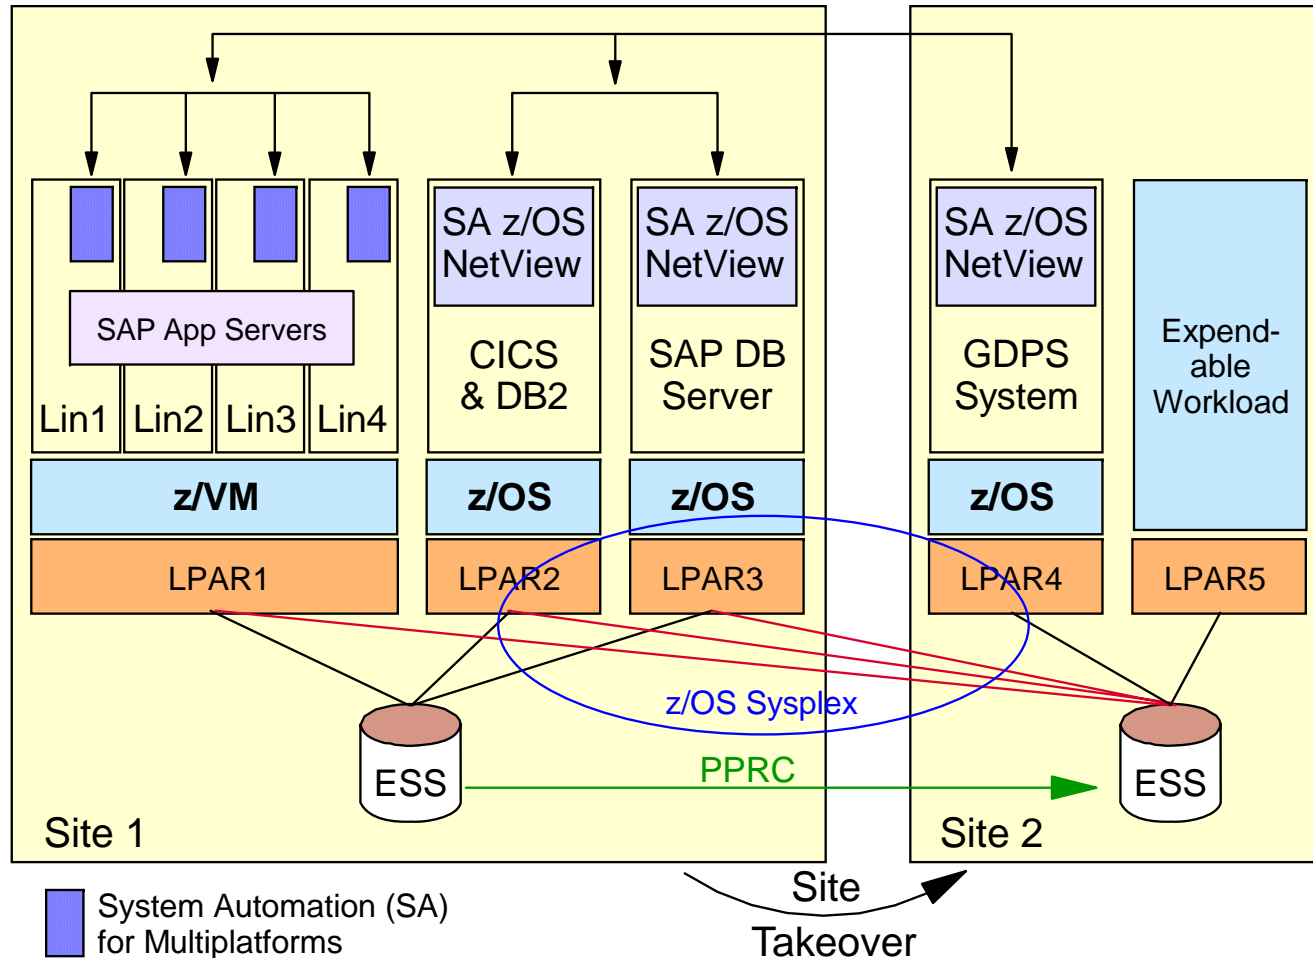 SA z/OS
NetView
SA z/OS
NetView
SA z/OS
NetView
SAP App Servers
CICS
& DB2
SAP DB
Server
GDPS
System
Expend-
able
Workload
Lin1
Lin2
Lin3
Lin4
z/VM
z/OS
z/OS
z/OS
LPAR1
LPAR2
LPAR3
LPAR4
LPAR5
z/OS Sysplex
PPRC
ESS
ESS
Site 1
Site 2
Site
Takeover
System Automation (SA)
for Multiplatforms